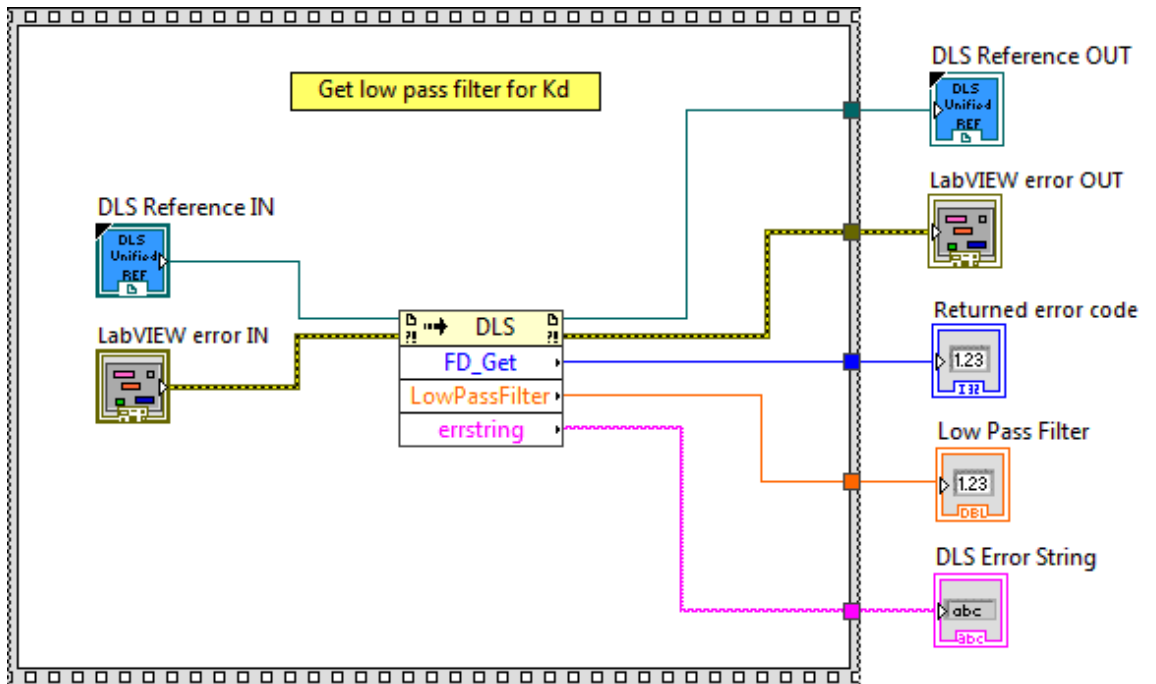 DLS Reference OUT
DLS
Unified
REF
Get low pass filter for Kd
LabVIEW error OUT
DLS Reference IN
DLS
Unified
REF
?!
DLS
?!
Returned error code
1.23
I32
LabVIEW error IN
FD_Get
LowPassFilter
errstring
Low Pass Filter
1.23
DBL
DLS Error String
abc
abc